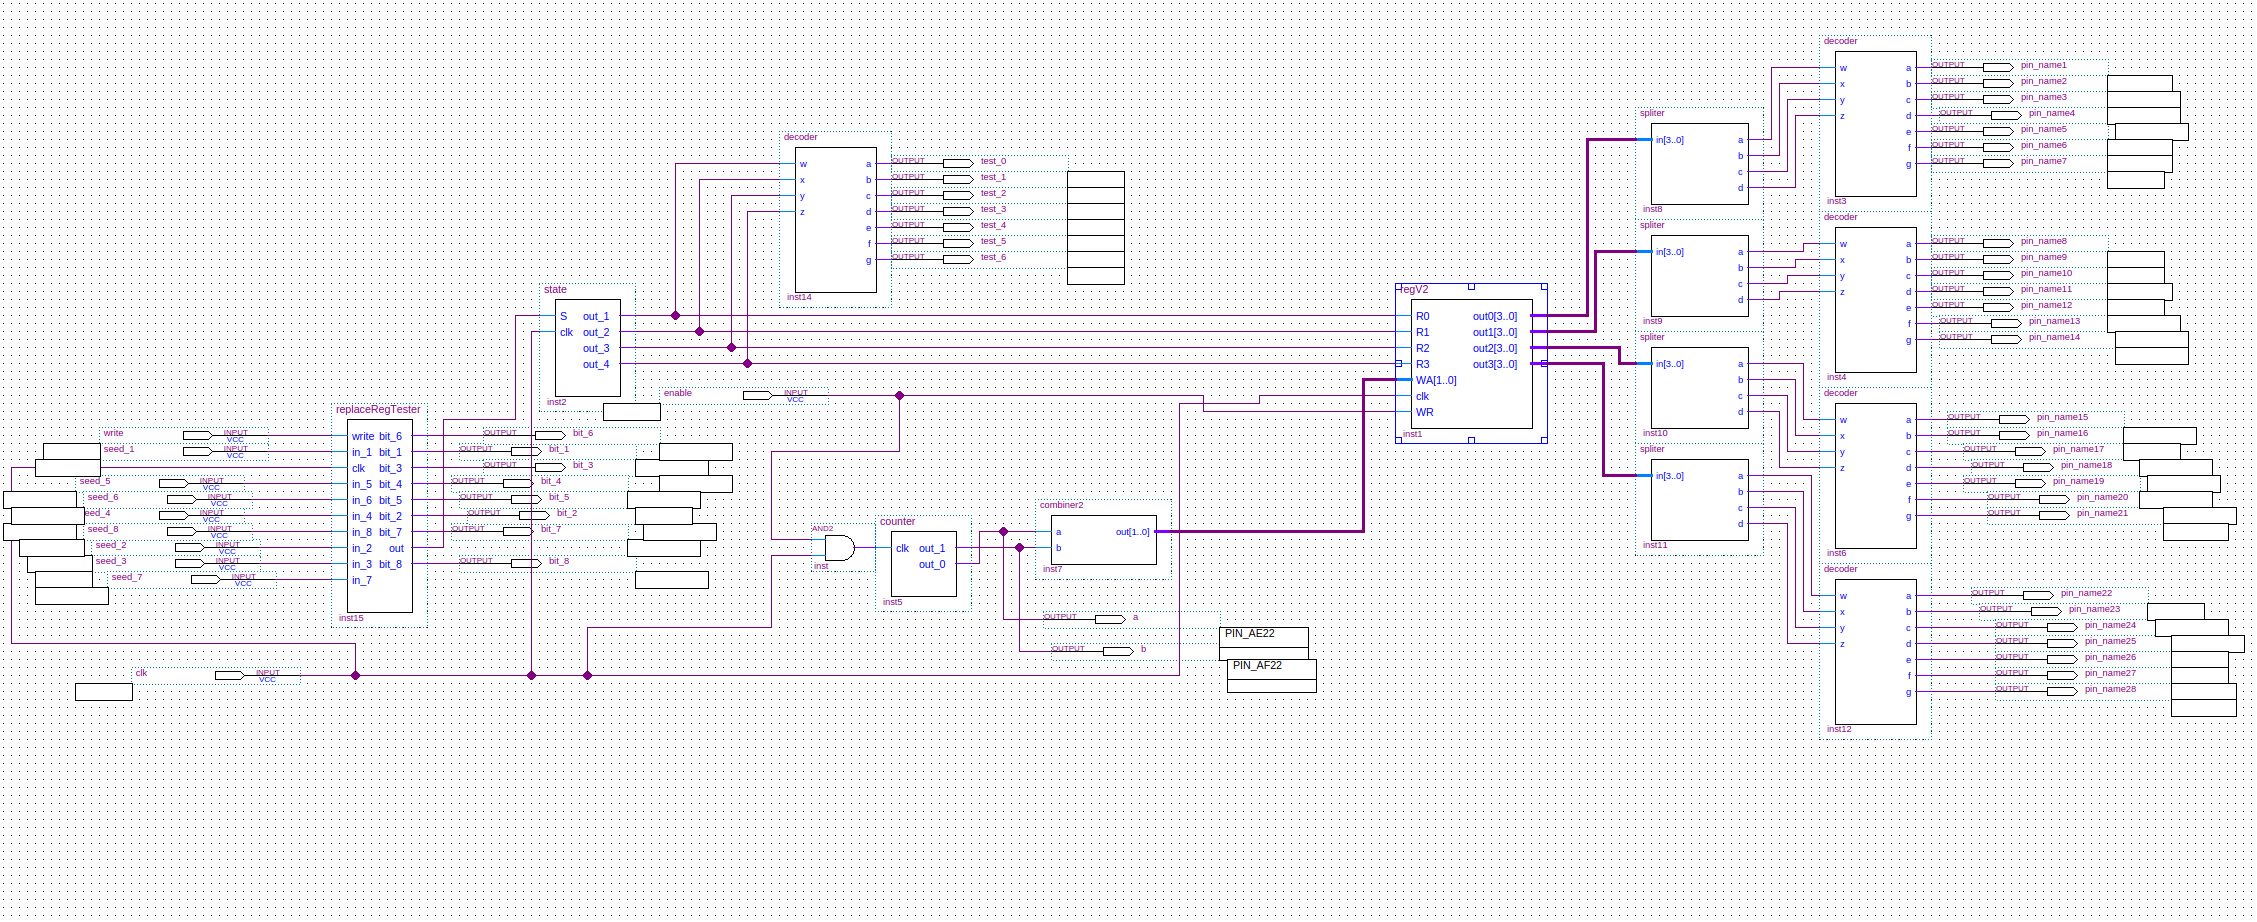 decoder
w a OUTPUT pin_name1
x b OUTPUT pin_name2
y c OUTPUT pin_name3
z d OUTPUT pin_name4
e OUTPUT pin_name5
f OUTPUT pin_name6
g OUTPUT pin_name7
inst3
spliter
in[3..0] a
b
c
d
inst8
decoder
w a OUTPUT test_0
x b OUTPUT test_1
y c OUTPUT test_2
z d OUTPUT test_3
e OUTPUT test_4
f OUTPUT test_5
g OUTPUT test_6
inst14
decoder
w a OUTPUT pin_name8
x b OUTPUT pin_name9
y c OUTPUT pin_name10
z d OUTPUT pin_name11
e OUTPUT pin_name12
f OUTPUT pin_name13
g OUTPUT pin_name14
inst4
spliter
in[3..0] a
b
c
d
inst9
state
S out_1
clk out_2
out_3
out_4
inst2
regV2
R0 out0[3..0]
R1 out1[3..0]
R2 out2[3..0]
R3 out3[3..0]
WA[1..0]
clk
WR
inst1
enable INPUT
VCC
spliter
in[3..0] a
b
c
d
inst10
decoder
w a OUTPUT pin_name15
x b OUTPUT pin_name16
y c OUTPUT pin_name17
z d OUTPUT pin_name18
e OUTPUT pin_name19
f OUTPUT pin_name20
g OUTPUT pin_name21
inst6
replaceRegTester
write INPUT VCC write bit_6 OUTPUT bit_6
seed_1 INPUT VCC in_1 bit_1 OUTPUT bit_1
clk bit_3 OUTPUT bit_3
seed_5 INPUT VCC in_5 bit_4 OUTPUT bit_4
seed_6 INPUT VCC in_6 bit_5 OUTPUT bit_5
eed_4 INPUT VCC in_4 bit_2 OUTPUT bit_2
seed_8 INPUT VCC in_8 bit_7 OUTPUT bit_7
seed_2 INPUT VCC in_2 out
seed_3 INPUT VCC in_3 bit_8 OUTPUT bit_8
seed_7 INPUT VCC in_7
inst15
spliter
in[3..0] a
b
c
d
inst11
AND2
inst
counter
clk out_1
out_0
inst5
combiner2
a out[1..0]
b
inst7
OUTPUT a
PIN_AE22
OUTPUT b
PIN_AF22
clk INPUT
VCC
decoder
w a OUTPUT pin_name22
x b OUTPUT pin_name23
y c OUTPUT pin_name24
z d OUTPUT pin_name25
e OUTPUT pin_name26
f OUTPUT pin_name27
g OUTPUT pin_name28
inst12